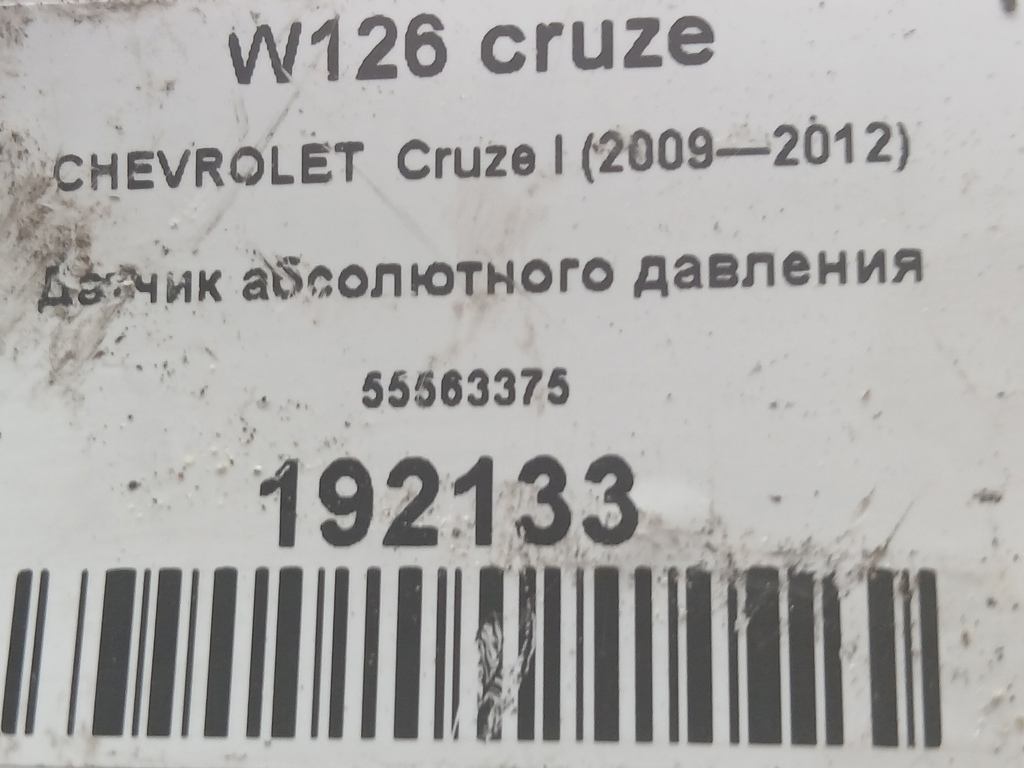 W126 cruze
CHEVROLET Cruze I (2009—2012)
Датчик абсолютного давления
55563375
192133